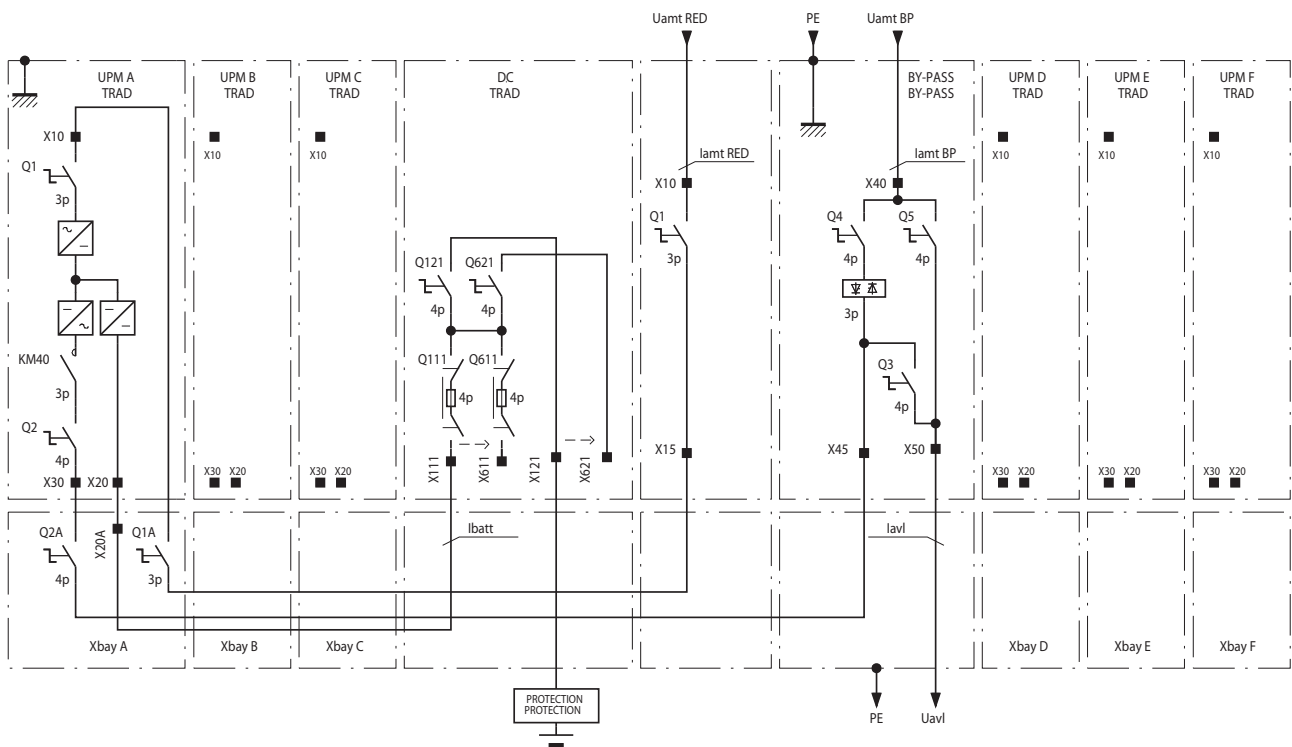 Uamt RED
PE
Uamt BP
UPM A
TRAD
UPM B
TRAD
UPM C
TRAD
DC
TRAD
BY-PASS
BY-PASS
UPM D
TRAD
UPM E
TRAD
UPM F
TRAD
X10
X10
X10
X10
X10
X10
Iamt RED
Iamt BP
Q1
3p
X10
X40
Q1
3p
Q4
4p
Q5
4p
Q121
4p
Q621
4p
3p
KM40
3p
Q111
4p
Q611
4p
Q3
4p
Q2
4p
X30
X20
X30
X20
X30
X20
X111
X611
X121
X621
X15
X45
X50
X30
X20
X30
X20
X30
X20
Q2A
4p
X20A
Q1A
3p
Ibatt
Iavl
Xbay A
Xbay B
Xbay C
Xbay D
Xbay E
Xbay F
PROTECTION
PROTECTION
PE
Uavl